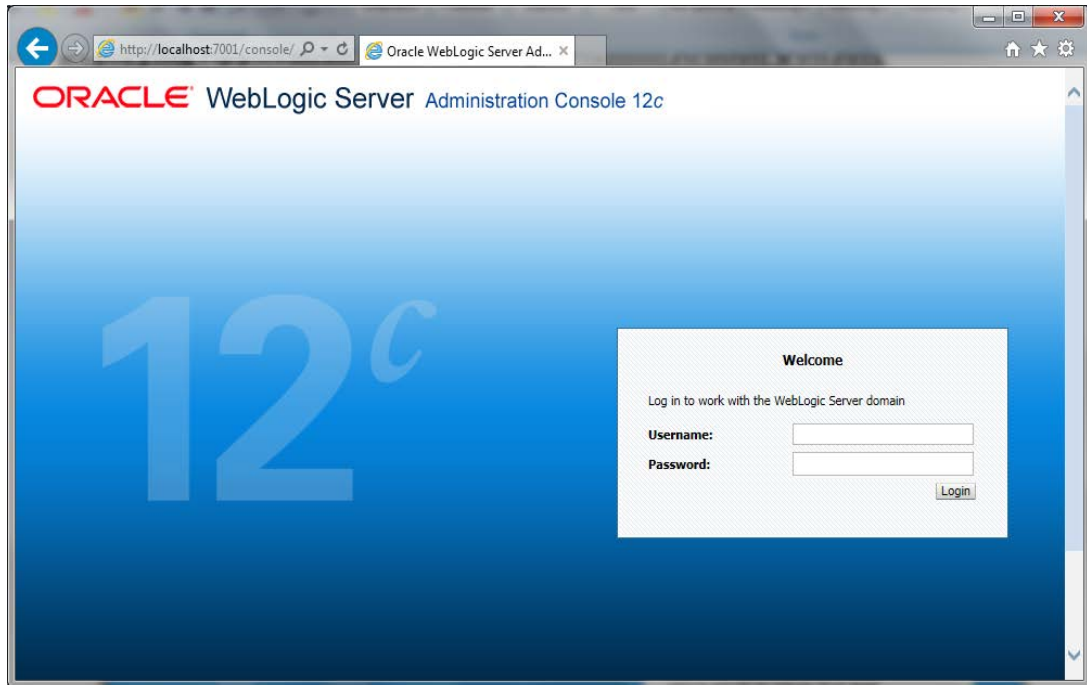 http://localhost:7001/console/
Oracle WebLogic Server Ad...
ORACLE WebLogic Server Administration Console 12c
12c
Welcome
Log in to work with the WebLogic Server domain
Username:
Password:
Login